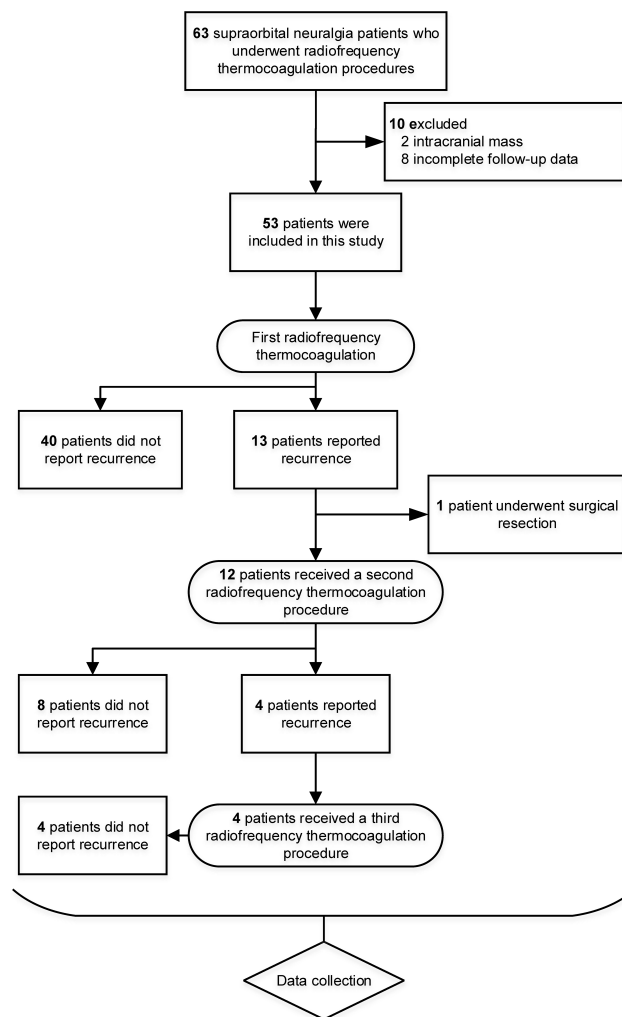 63 supraorbital neuralgia patients who
underwent radiofrequency
thermocoagulation procedures
10 excluded
2 intracranial mass
8 incomplete follow-up data
53 patients were
included in this study
First radiofrequency
thermocoagulation
40 patients did not
report recurrence
13 patients reported
recurrence
1 patient underwent surgical
resection
12 patients received a second
radiofrequency thermocoagulation
procedure
8 patients did not
report recurrence
4 patients reported
recurrence
4 patients did not
report recurrence
4 patients received a third
radiofrequency thermocoagulation
procedure
Data collection